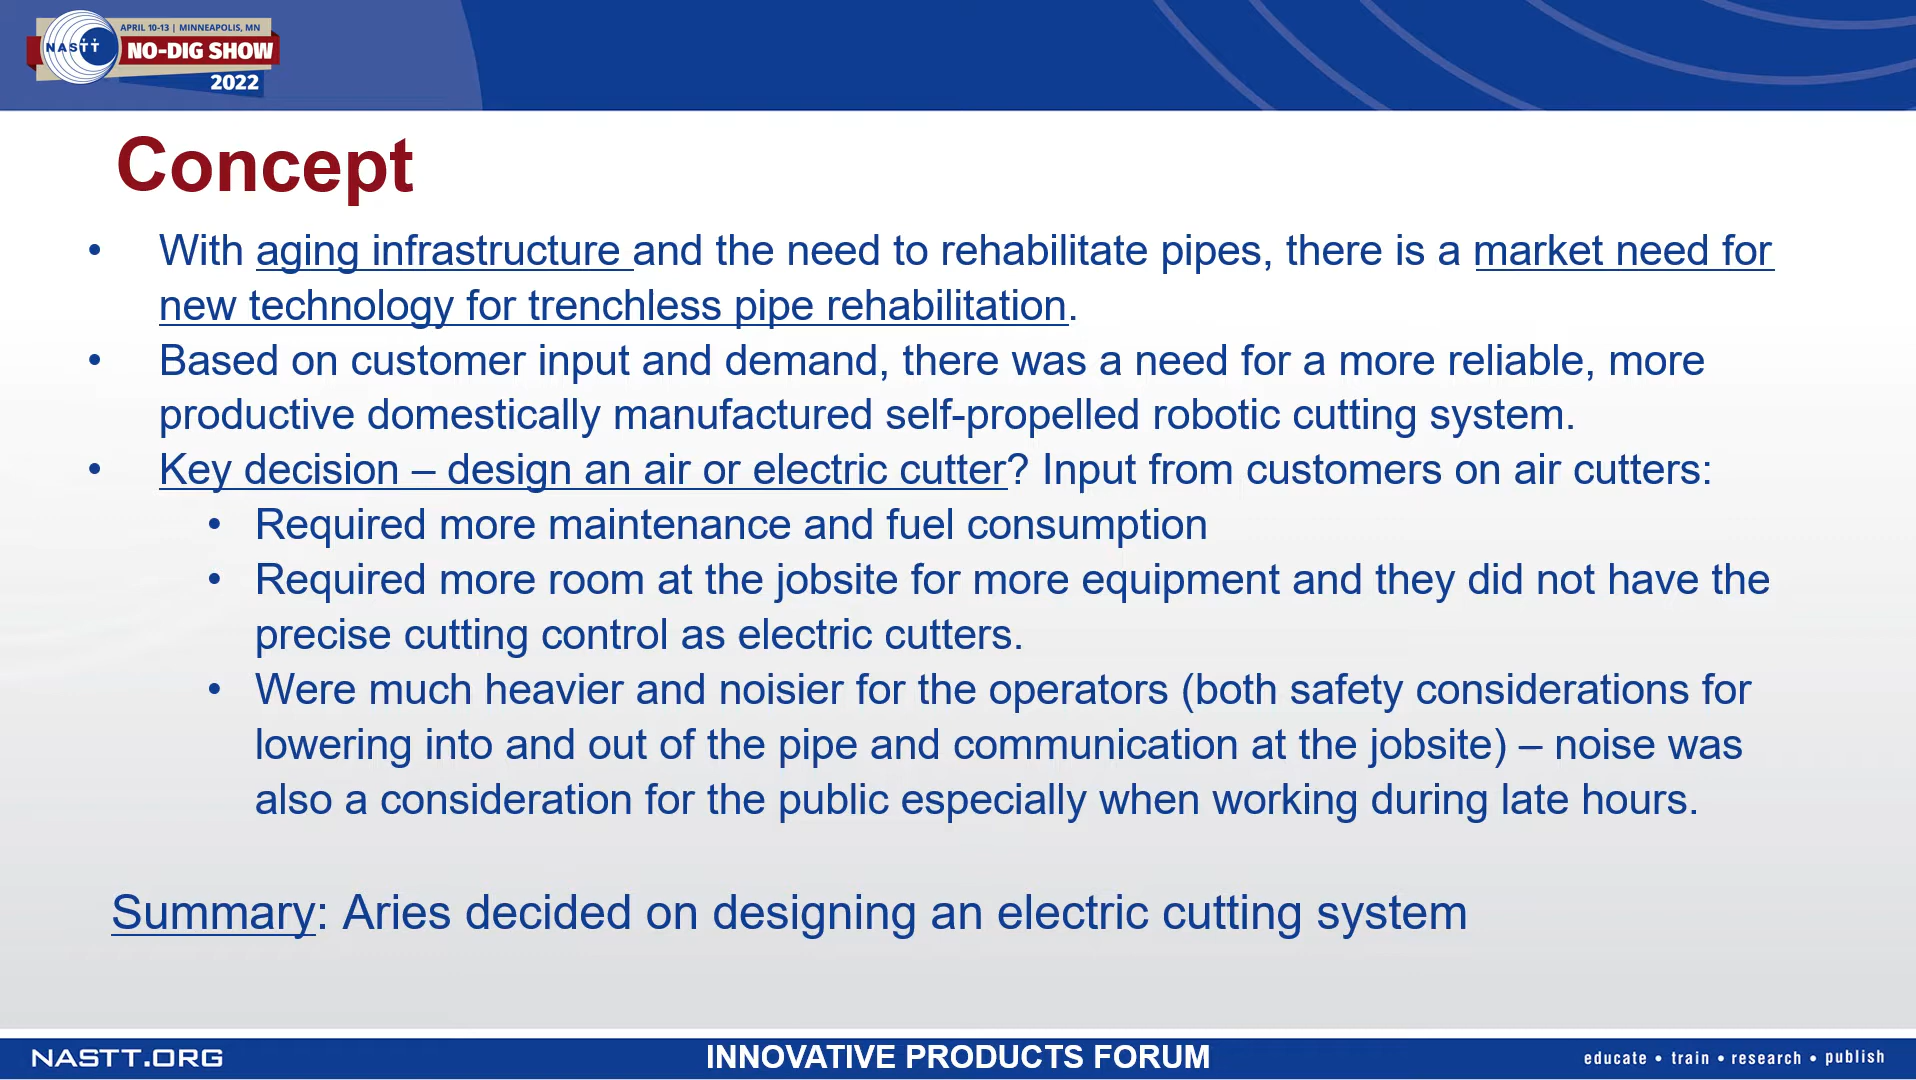 APRIL 10-13 | MINNEAPOLIS, MN
NASTT
NO-DIG SHOW
2022
Concept
• With aging infrastructure and the need to rehabilitate pipes, there is a market need for
new technology for trenchless pipe rehabilitation.
• Based on customer input and demand, there was a need for a more reliable, more
productive domestically manufactured self-propelled robotic cutting system.
• Key decision – design an air or electric cutter? Input from customers on air cutters:
• Required more maintenance and fuel consumption
• Required more room at the jobsite for more equipment and they did not have the
precise cutting control as electric cutters.
• Were much heavier and noisier for the operators (both safety considerations for
lowering into and out of the pipe and communication at the jobsite) – noise was
also a consideration for the public especially when working during late hours.
Summary: Aries decided on designing an electric cutting system
NASTT.ORG
INNOVATIVE PRODUCTS FORUM
educate • train • research • publish